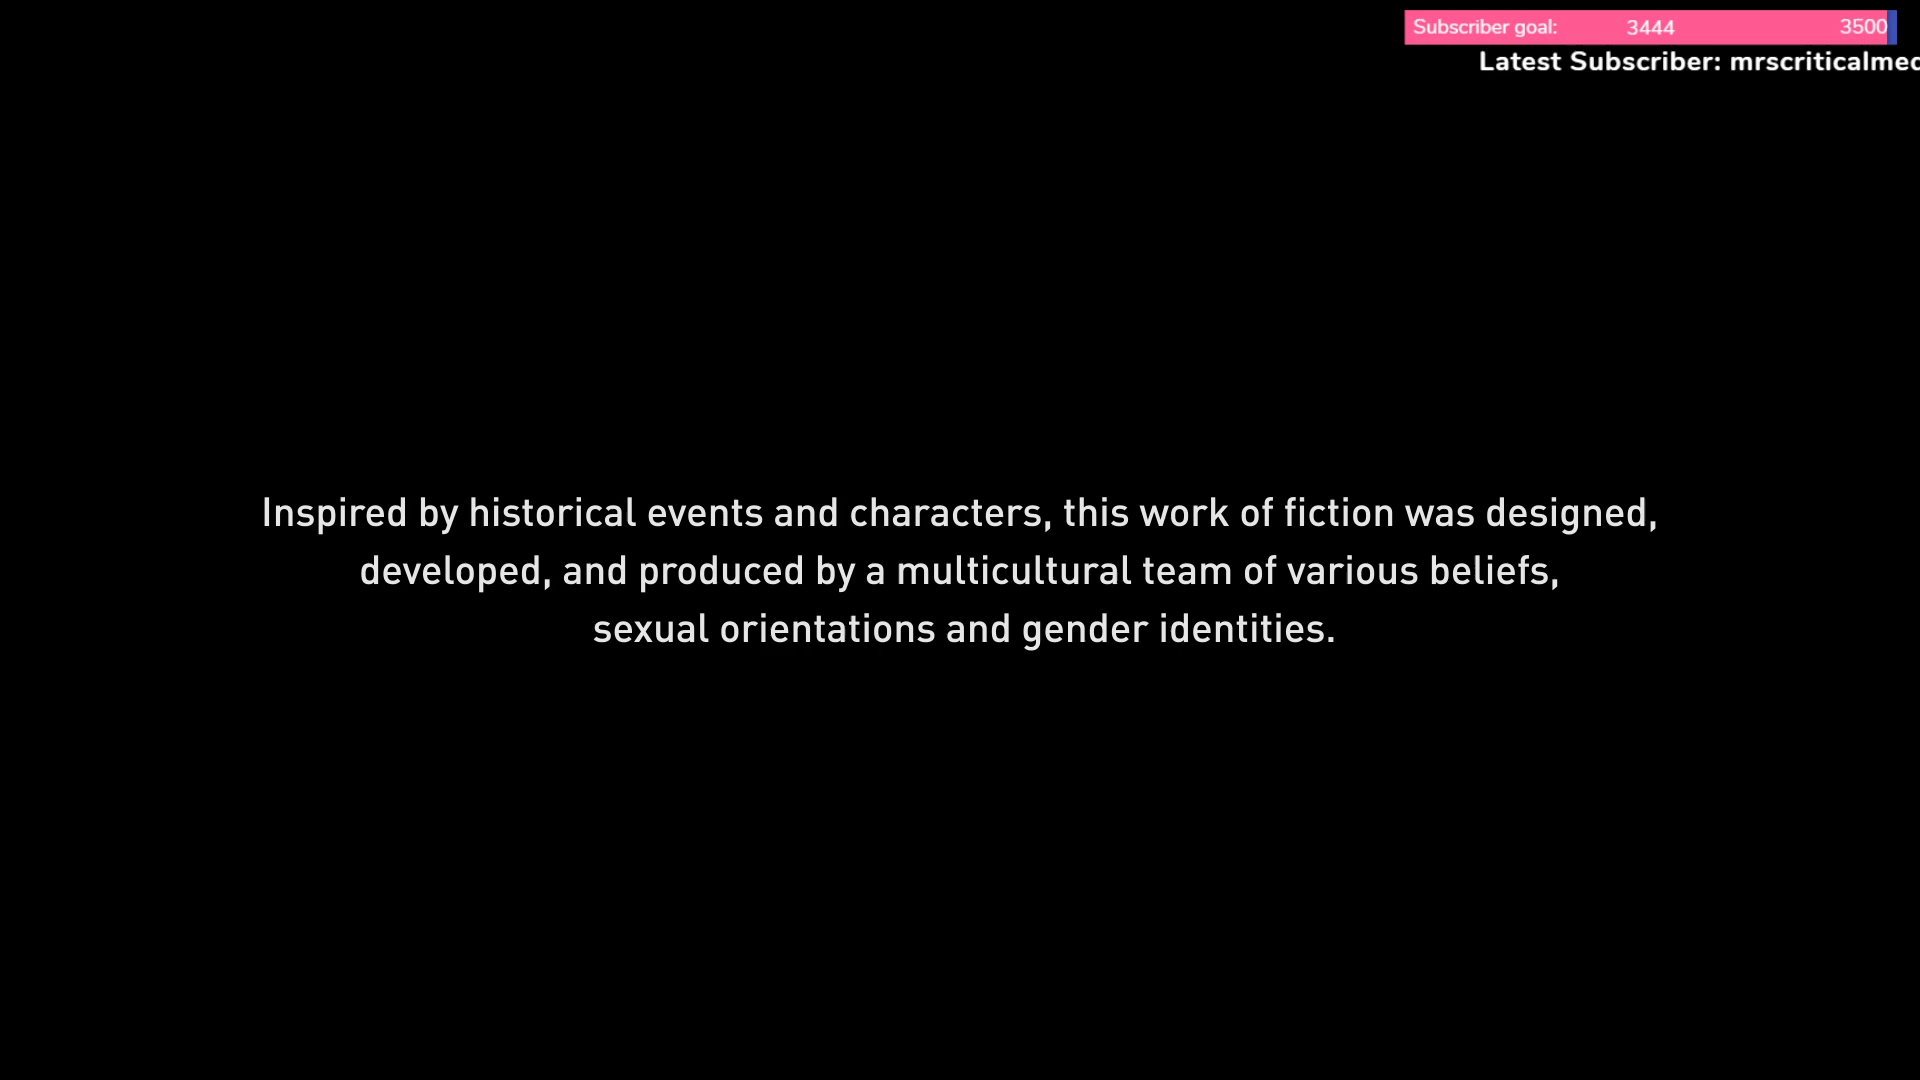 Subscriber goal: 3444 3500
Latest Subscriber: mrscriticalmed
Inspired by historical events and characters, this work of fiction was designed,
developed, and produced by a multicultural team of various beliefs,
sexual orientations and gender identities.